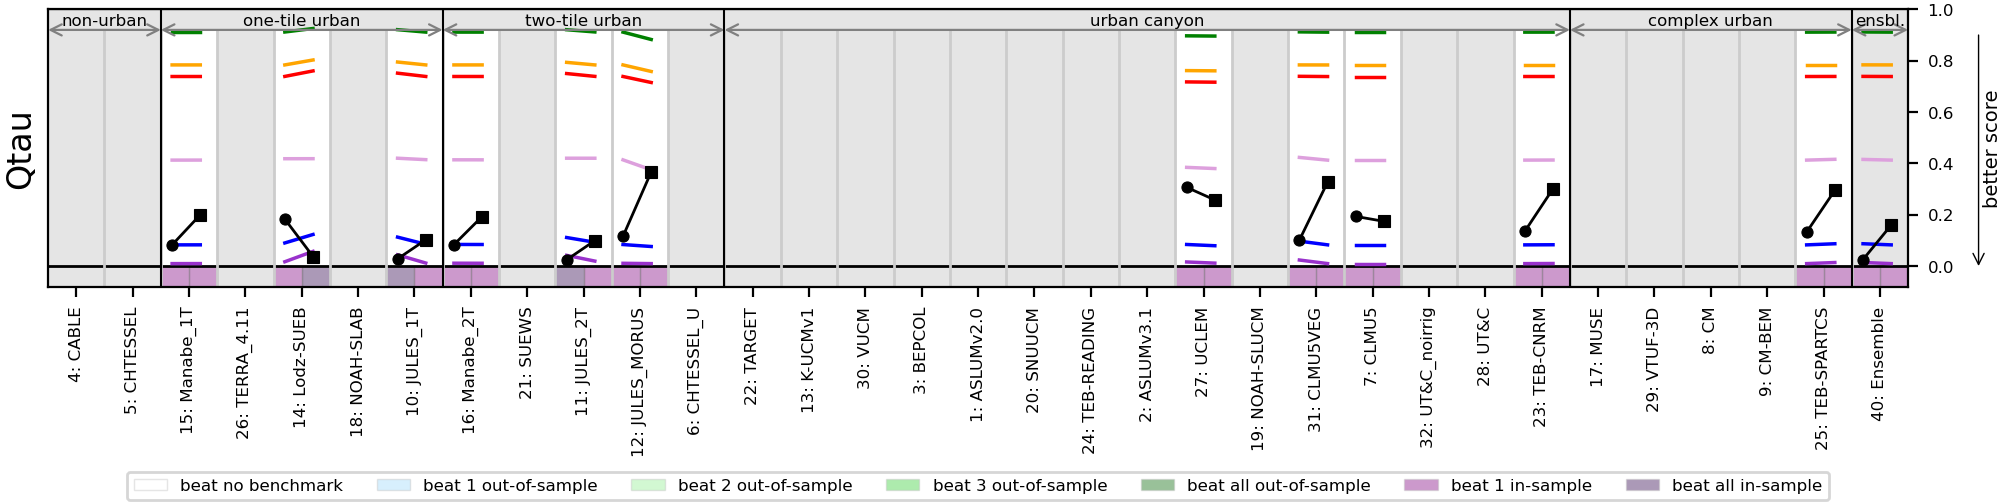 non-urban
one-tile urban
two-tile urban
urban canyon
complex urban
ensbl.
Qtau
1.0
0.8
0.6
0.4
0.2
0.0
better score
4: CABLE
5: CHTESSEL
15: Manabe_1T
26: TERRA_4.11
14: Lodz-SUEB
18: NOAH-SLAB
10: JULES_1T
16: Manabe_2T
21: SUEWS
11: JULES_2T
12: JULES_MORUS
6: CHTESSEL_U
22: TARGET
13: K-UCMv1
30: VUCM
3: BEPCOL
1: ASLUMv2.0
20: SNUUCM
24: TEB-READING
2: ASLUMv3.1
27: UCLEM
19: NOAH-SLUCM
31: CLMU5VEG
7: CLMU5
32: UT&C_noirrig
28: UT&C
23: TEB-CNRM
17: MUSE
29: VTUF-3D
8: CM
9: CM-BEM
25: TEB-SPARTCS
40: Ensemble
beat no benchmark
beat 1 out-of-sample
beat 2 out-of-sample
beat 3 out-of-sample
beat all out-of-sample
beat 1 in-sample
beat all in-sample